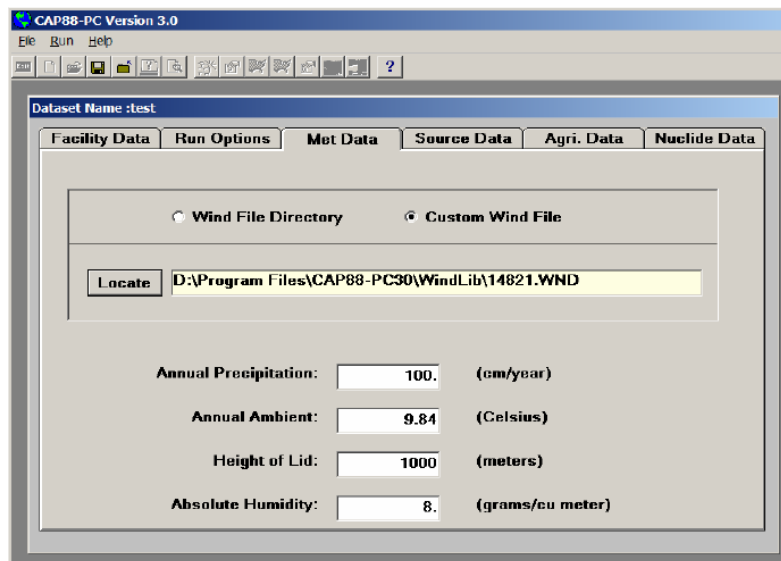 CAP88-PC Version 3.0
File Run Help
?
Dataset Name :test
Facility Data Run Options Met Data Source Data Agri. Data Nuclide Data
Wind File Directory Custom Wind File
Locate D:\Program Files\CAP88-PC30\WindLib\14821.WND
Annual Precipitation: 100. (cm/year)
Annual Ambient: 9.84 (Celsius)
Height of Lid: 1000 (meters)
Absolute Humidity: 8. (grams/cu meter)